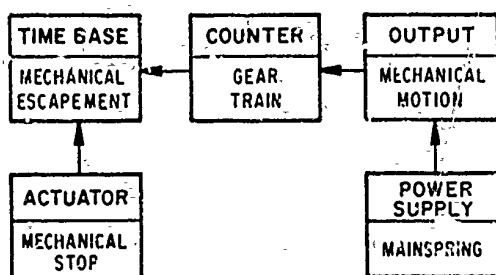 TIME BASE
MECHANICAL
ESCAPEMENT
COUNTER
GEAR
TRAIN
OUTPUT
MECHANICAL
MOTION
ACTUATOR
MECHANICAL
STOP
POWER
SUPPLY
MAINSPRING